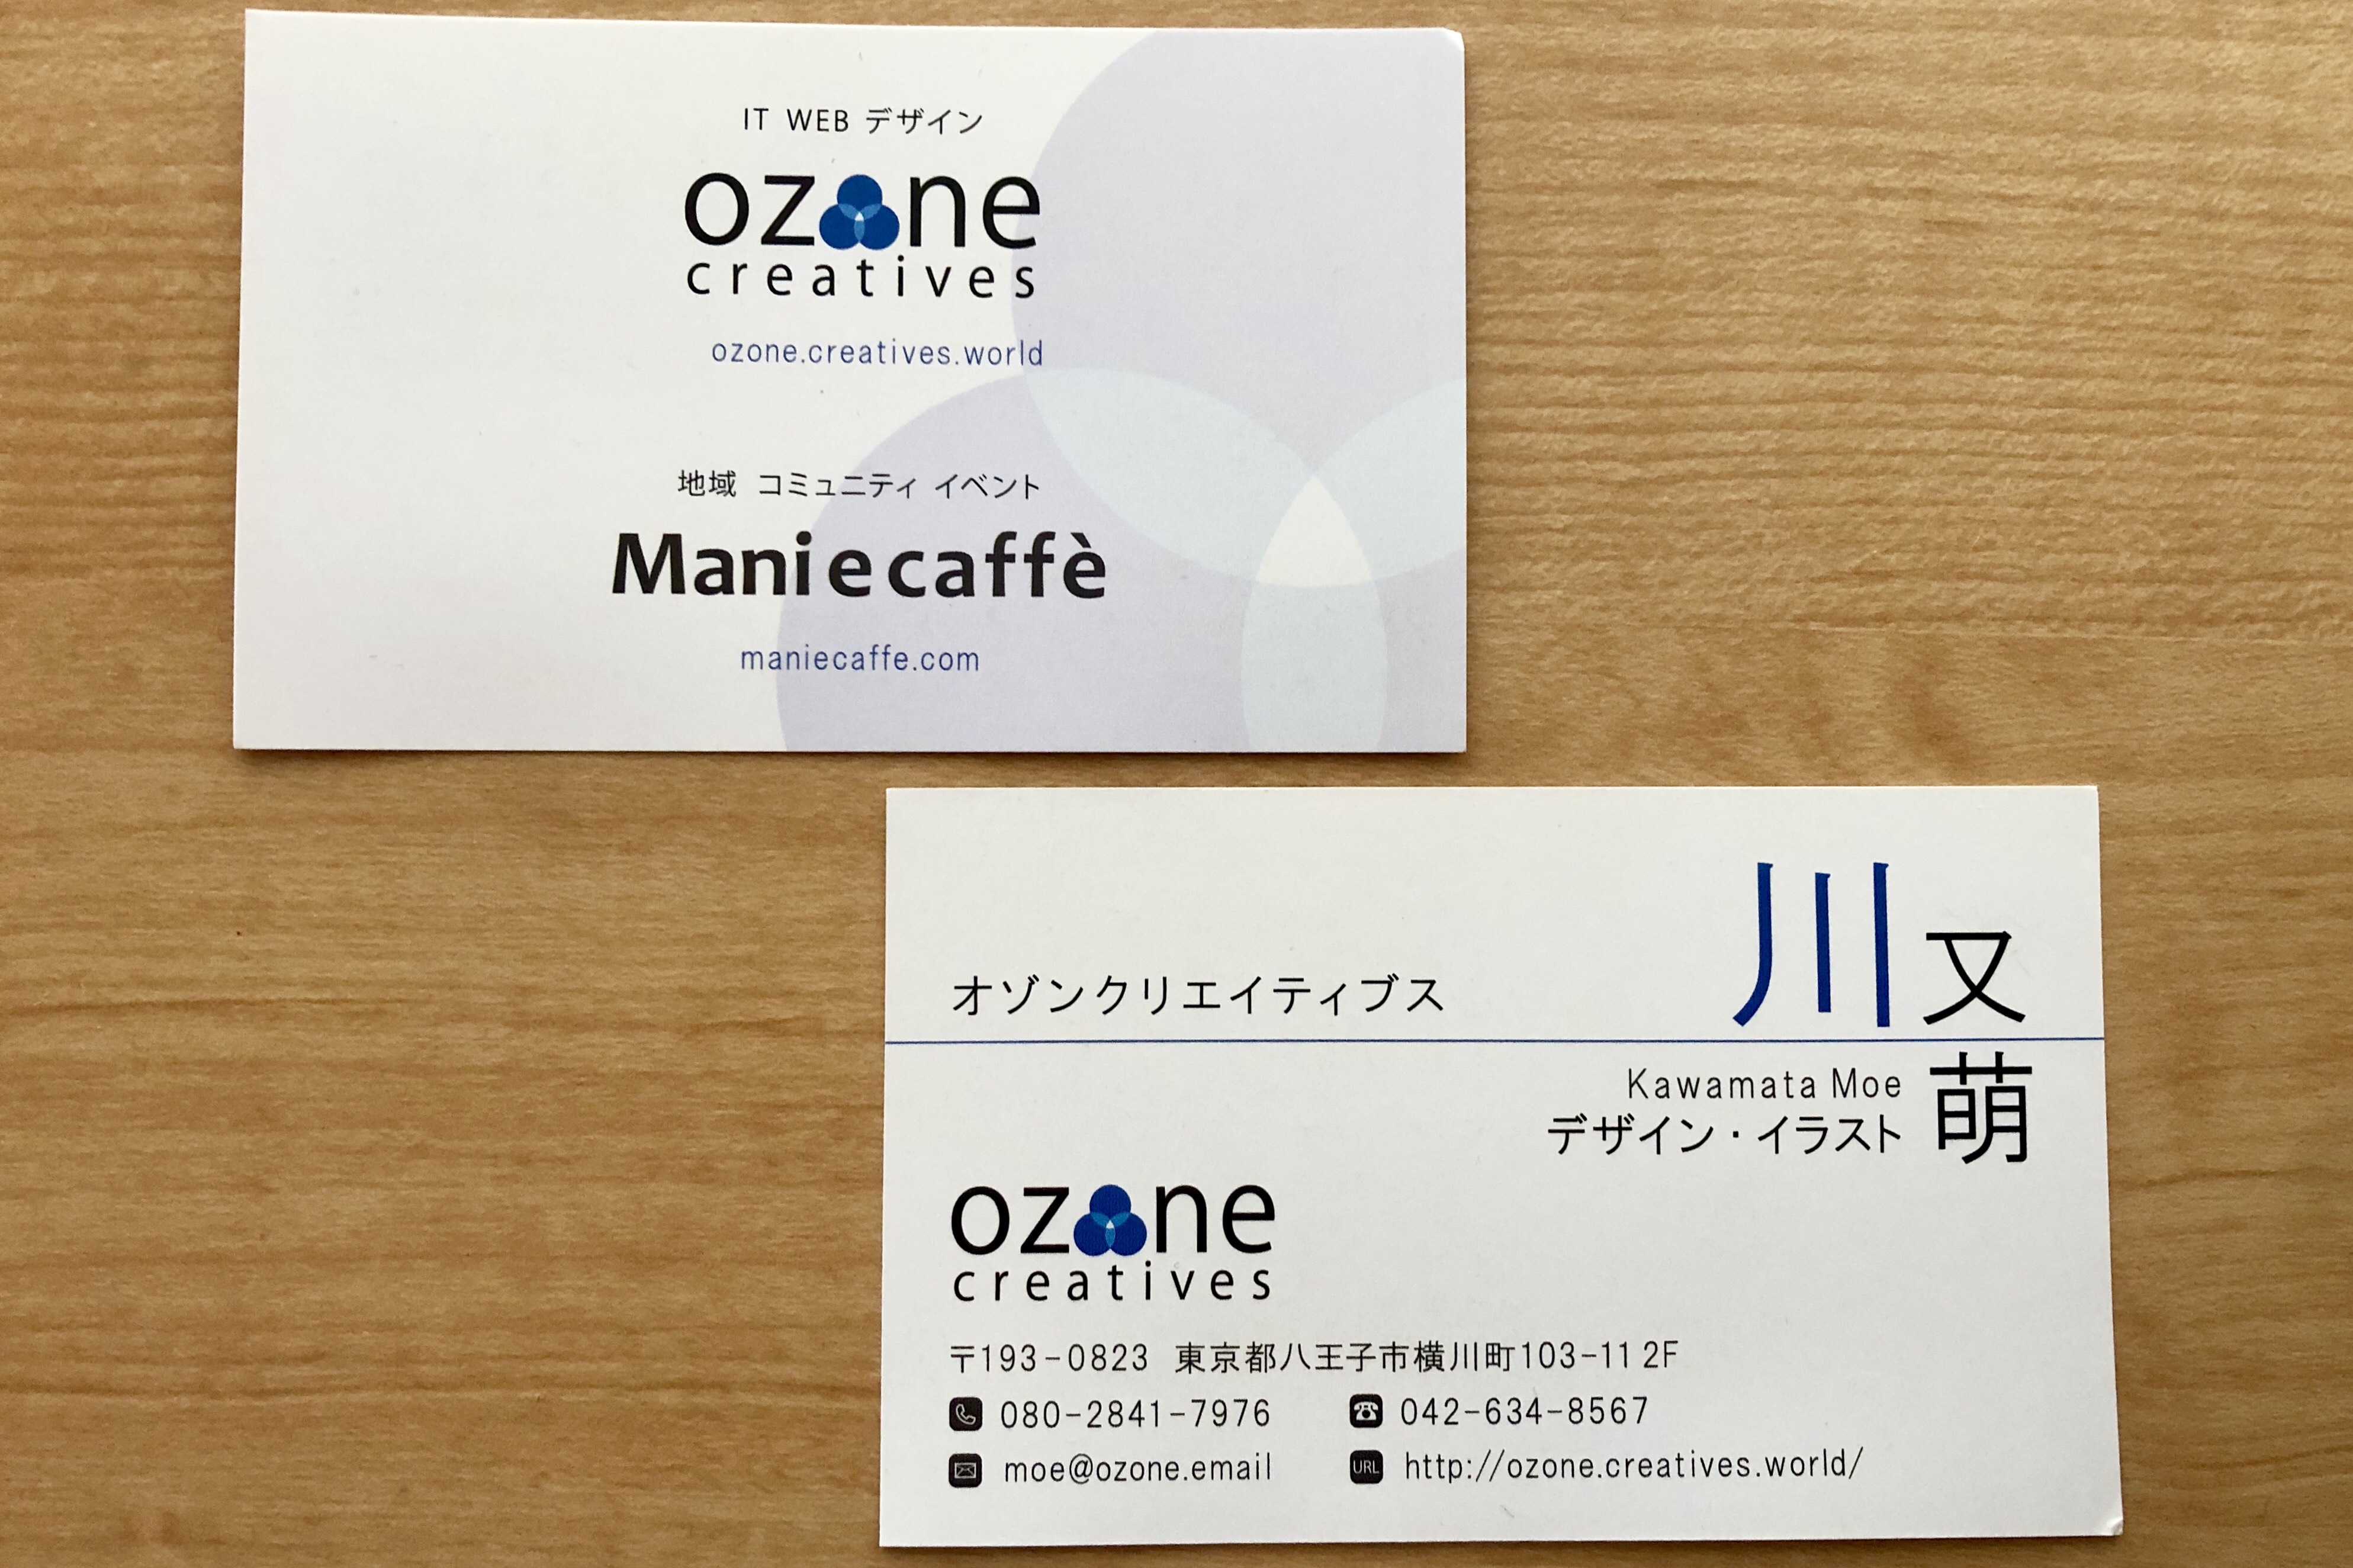 IT WEB デザイン
ozone
creatives
ozone.creatives.world
地域 コミュニティ イベント
Maniecaffè
maniecaffe.com
川又
オゾンクリエイティブス
萌
Kawamata Moe
デザイン・イラスト
ozone
creatives
〒193-0823 東京都八王子市横川町103-11 2F
080-2841-7976
042-634-8567
moe@ozone.email
URL http://ozone.creatives.world/